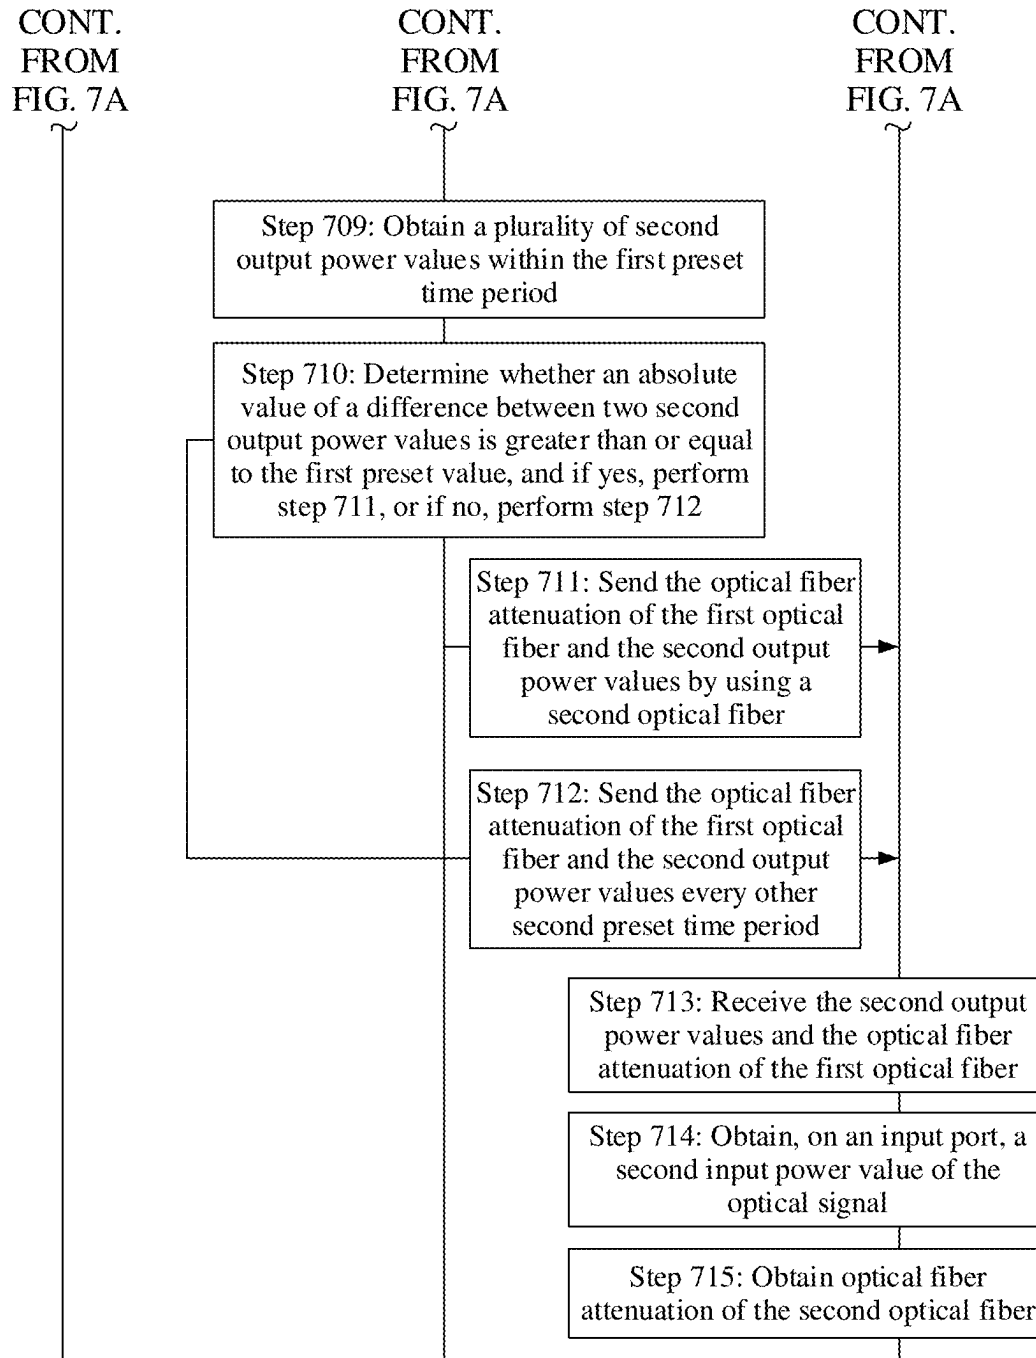 CONT.
FROM
FIG. 7A
CONT.
FROM
FIG. 7A
CONT.
FROM
FIG. 7A
Step 709: Obtain a plurality of second
output power values within the first preset
time period
Step 710: Determine whether an absolute
value of a difference between two second
output power values is greater than or equal
to the first preset value, and if yes, perform
step 711, or if no, perform step 712
Step 711: Send the optical fiber
attenuation of the first optical
fiber and the second output
power values by using a
second optical fiber
Step 712: Send the optical fiber
attenuation of the first optical
fiber and the second output
power values every other
second preset time period
Step 713: Receive the second output
power values and the optical fiber
attenuation of the first optical fiber
Step 714: Obtain, on an input port, a
second input power value of the
optical signal
Step 715: Obtain optical fiber
attenuation of the second optical fiber